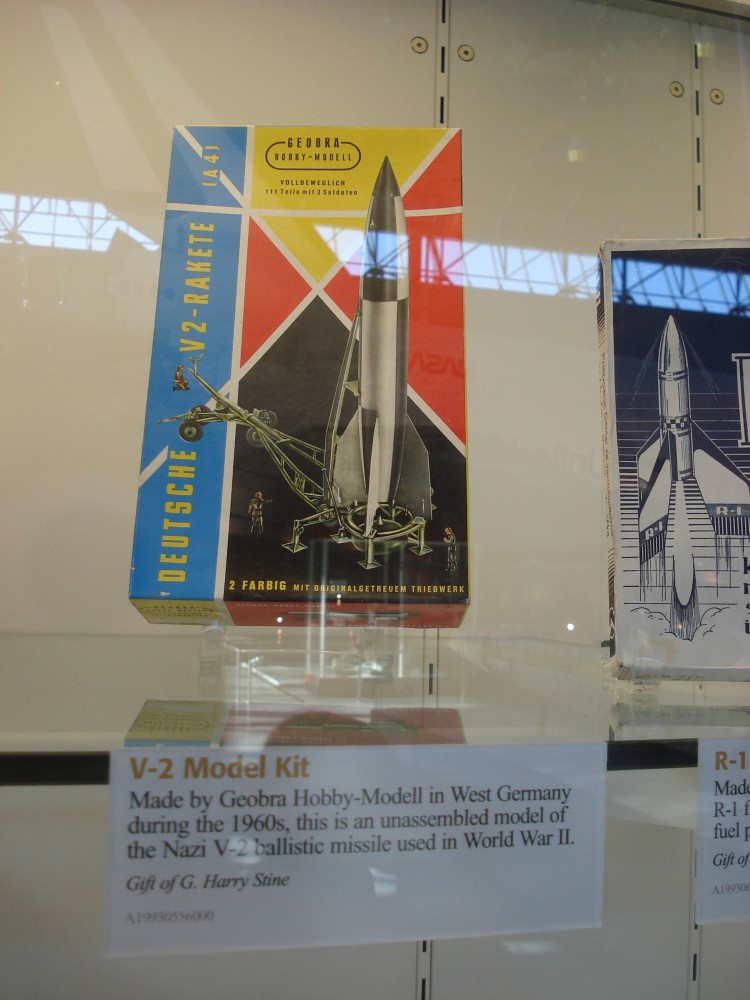 GEOBRA
HOBBY-MODELL
VOLLBEWEGLICH
111 Teile mit 3 Soldaten
DEUTSCHE V2-RAKETE (A4)
2 FARBIG MIT ORIGINALGETREUEM TRIEBWERK
R-1
R-1
V-2 Model Kit
Made by Geobra Hobby-Modell in West Germany
during the 1960s, this is an unassembled model of
the Nazi V-2 ballistic missile used in World War II.
Gift of G. Harry Stine
A19930556000
R-1
Made
R-1 f
fuel p
Gift of